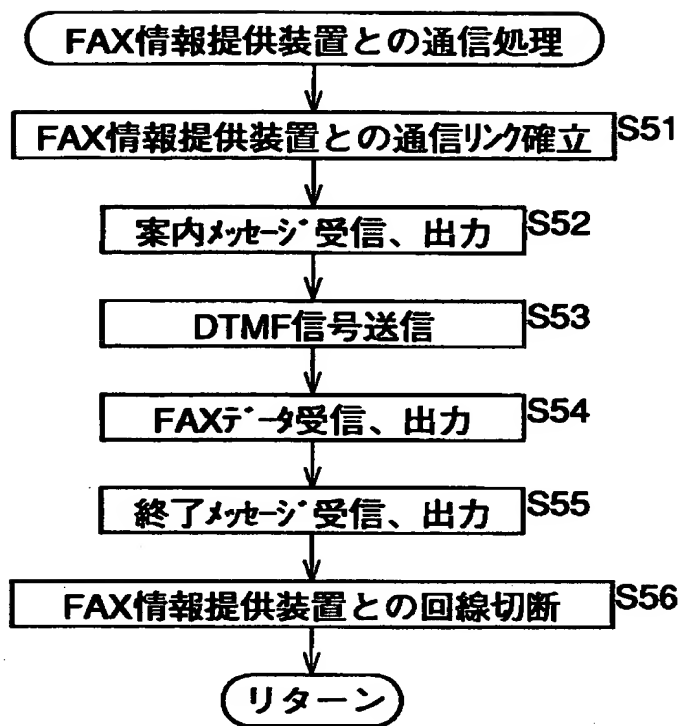 FAX情報提供装置との通信処理
FAX情報提供装置との通信ﾘﾝｸ確立 S51
案内ﾒｯｾｰｼﾞ受信、出力 S52
DTMF信号送信 S53
FAXﾃﾞｰﾀ受信、出力 S54
終了ﾒｯｾｰｼﾞ受信、出力 S55
FAX情報提供装置との回線切断 S56
リターン